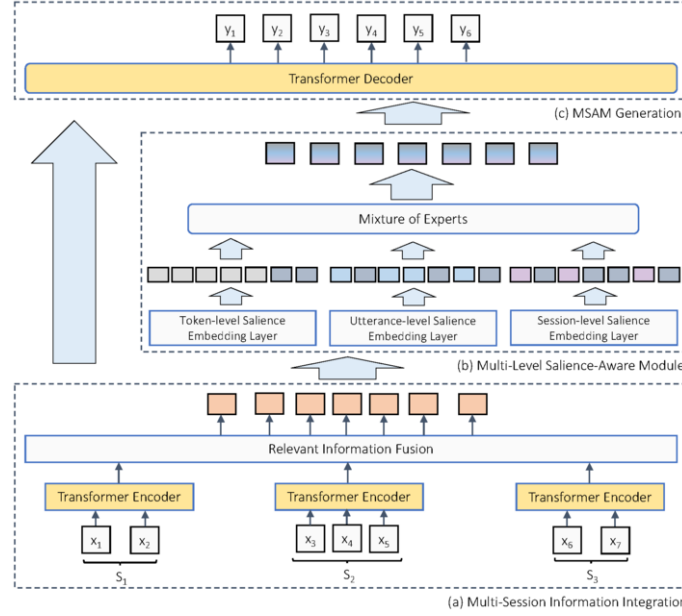 y1 y2 y3 y4 y5 y6
Transformer Decoder
(c) MSAM Generation
Mixture of Experts
Token-level Salience
Embedding Layer
Utterance-level Salience
Embedding Layer
Session-level Salience
Embedding Layer
(b) Multi-Level Salience-Aware Module
Relevant Information Fusion
Transformer Encoder Transformer Encoder Transformer Encoder
x1 x2 x3 x4 x5 x6 x7
S1 S2 S3
(a) Multi-Session Information Integration